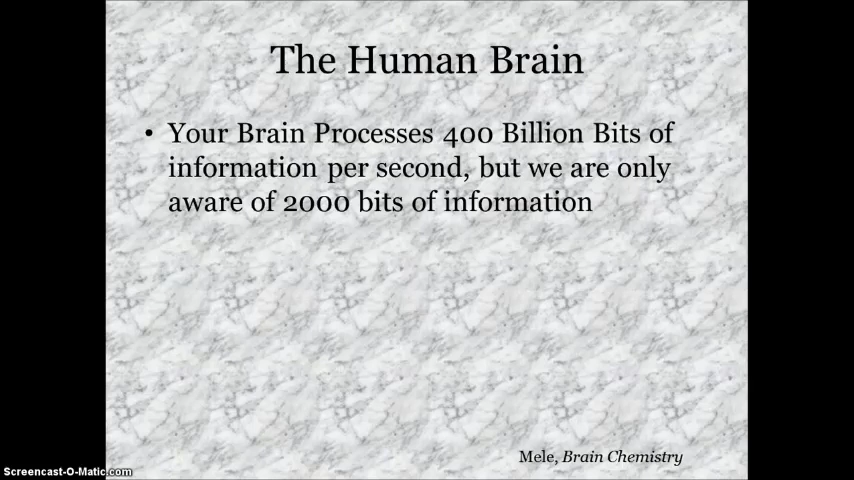 The Human Brain
• Your Brain Processes 400 Billion Bits of
information per second, but we are only
aware of 2000 bits of information
Mele, Brain Chemistry
Screencast-O-Matic.com